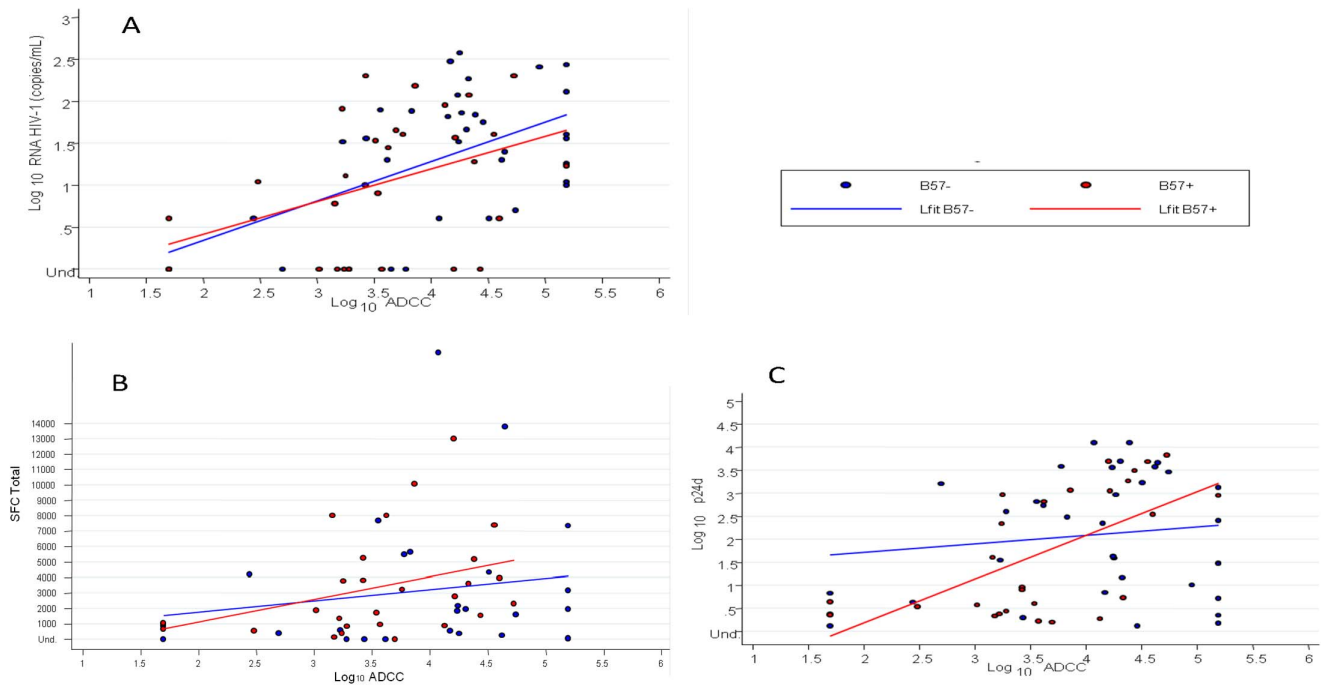 A
Log 10 RNA HIV-1 (copies/mL)
3
2.5
2
1.5
1
.5
Und
1 1.5 2 2.5 3 3.5 4 4.5 5 5.5 6
Log 10 ADCC
-
B57- B57+
Lfit B57- Lfit B57+
B
SFC Total
14000
13000
12000
11000
10000
9000
8000
7000
6000
5000
4000
3000
2000
1000
Und.
1 1.5 2 2.5 3 3.5 4 4.5 5 5.5 6
Log10 ADCC
C
Log 10 p24d
5
4.5
4
3.5
3
2.5
2
1.5
1
.5
Und
1 1.5 2 2.5 3 3.5 4 4.5 5 5.5 6
Log 10 ADCC